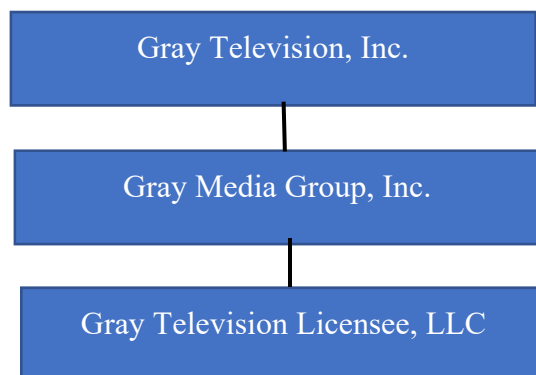 Gray Television, Inc.
Gray Media Group, Inc.
Gray Television Licensee, LLC